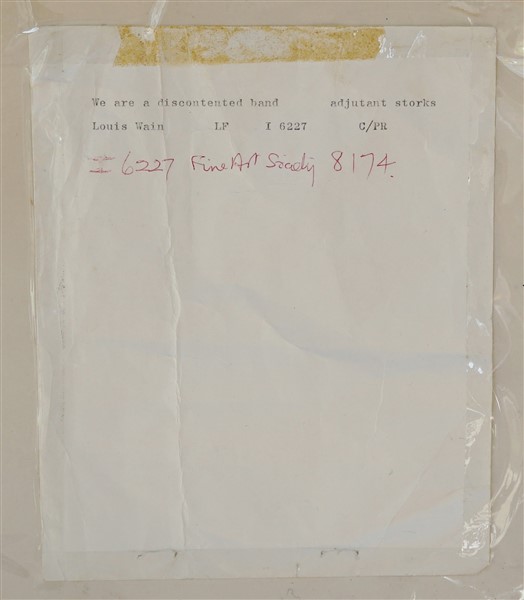 We are a discontented band adjutant storks
Louis Wain LF I 6227 C/PR
I 6227 Fine Art Society 8174.